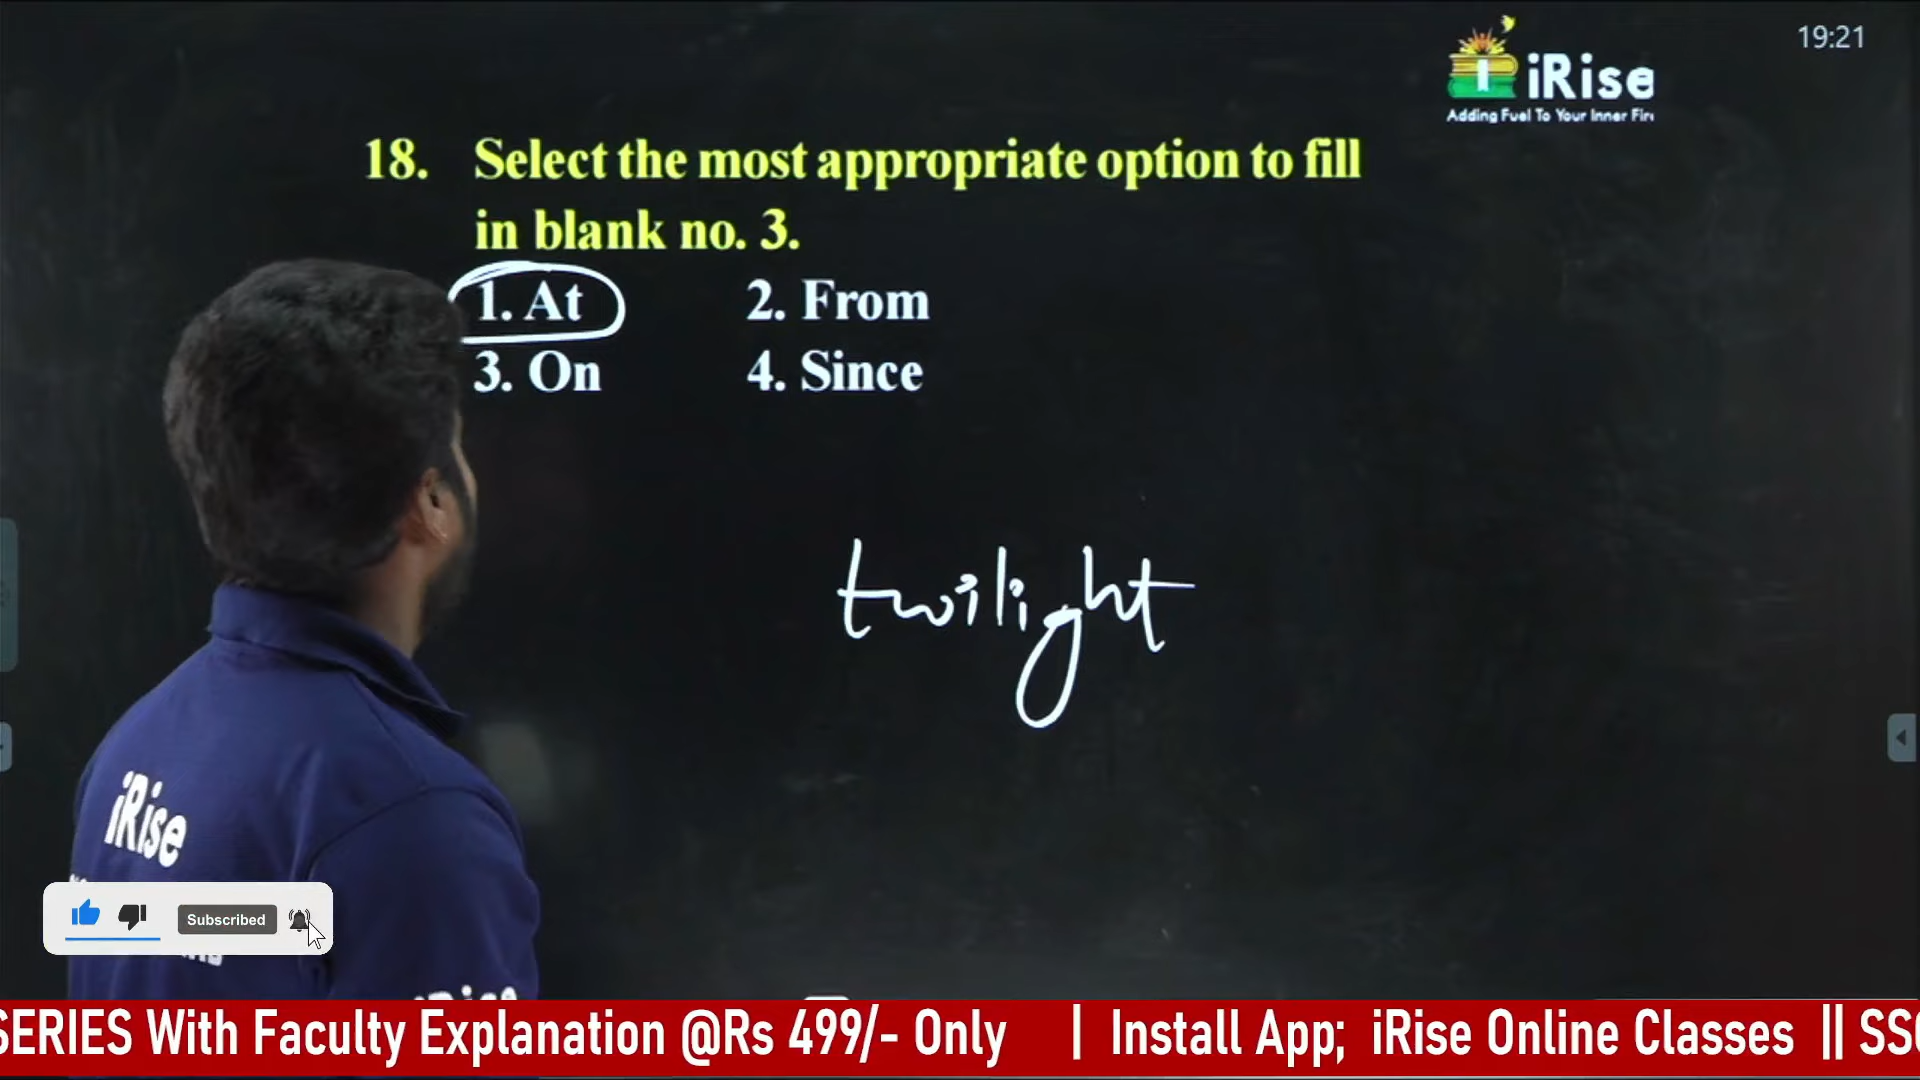 19:21
iRise
Adding Fuel To Your Inner Fire
18. Select the most appropriate option to fill
in blank no. 3.
1. At 2. From
3. On 4. Since
twilight
iRise
Subscribed
SERIES With Faculty Explanation @Rs 499/- Only | Install App; iRise Online Classes || SSC